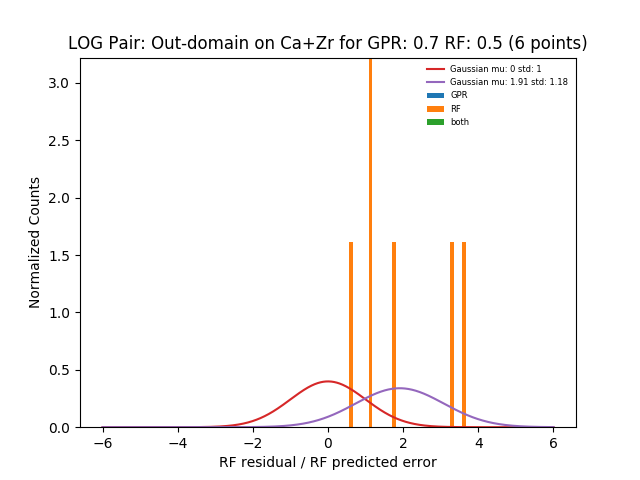 LOG Pair: Out-domain on Ca+Zr for GPR: 0.7 RF: 0.5 (6 points)
Gaussian mu: 0 std: 1
Gaussian mu: 1.91 std: 1.18
GPR
RF
both
Normalized Counts
3.0
2.5
2.0
1.5
1.0
0.5
0.0
−6 −4 −2 0 2 4 6
RF residual / RF predicted error